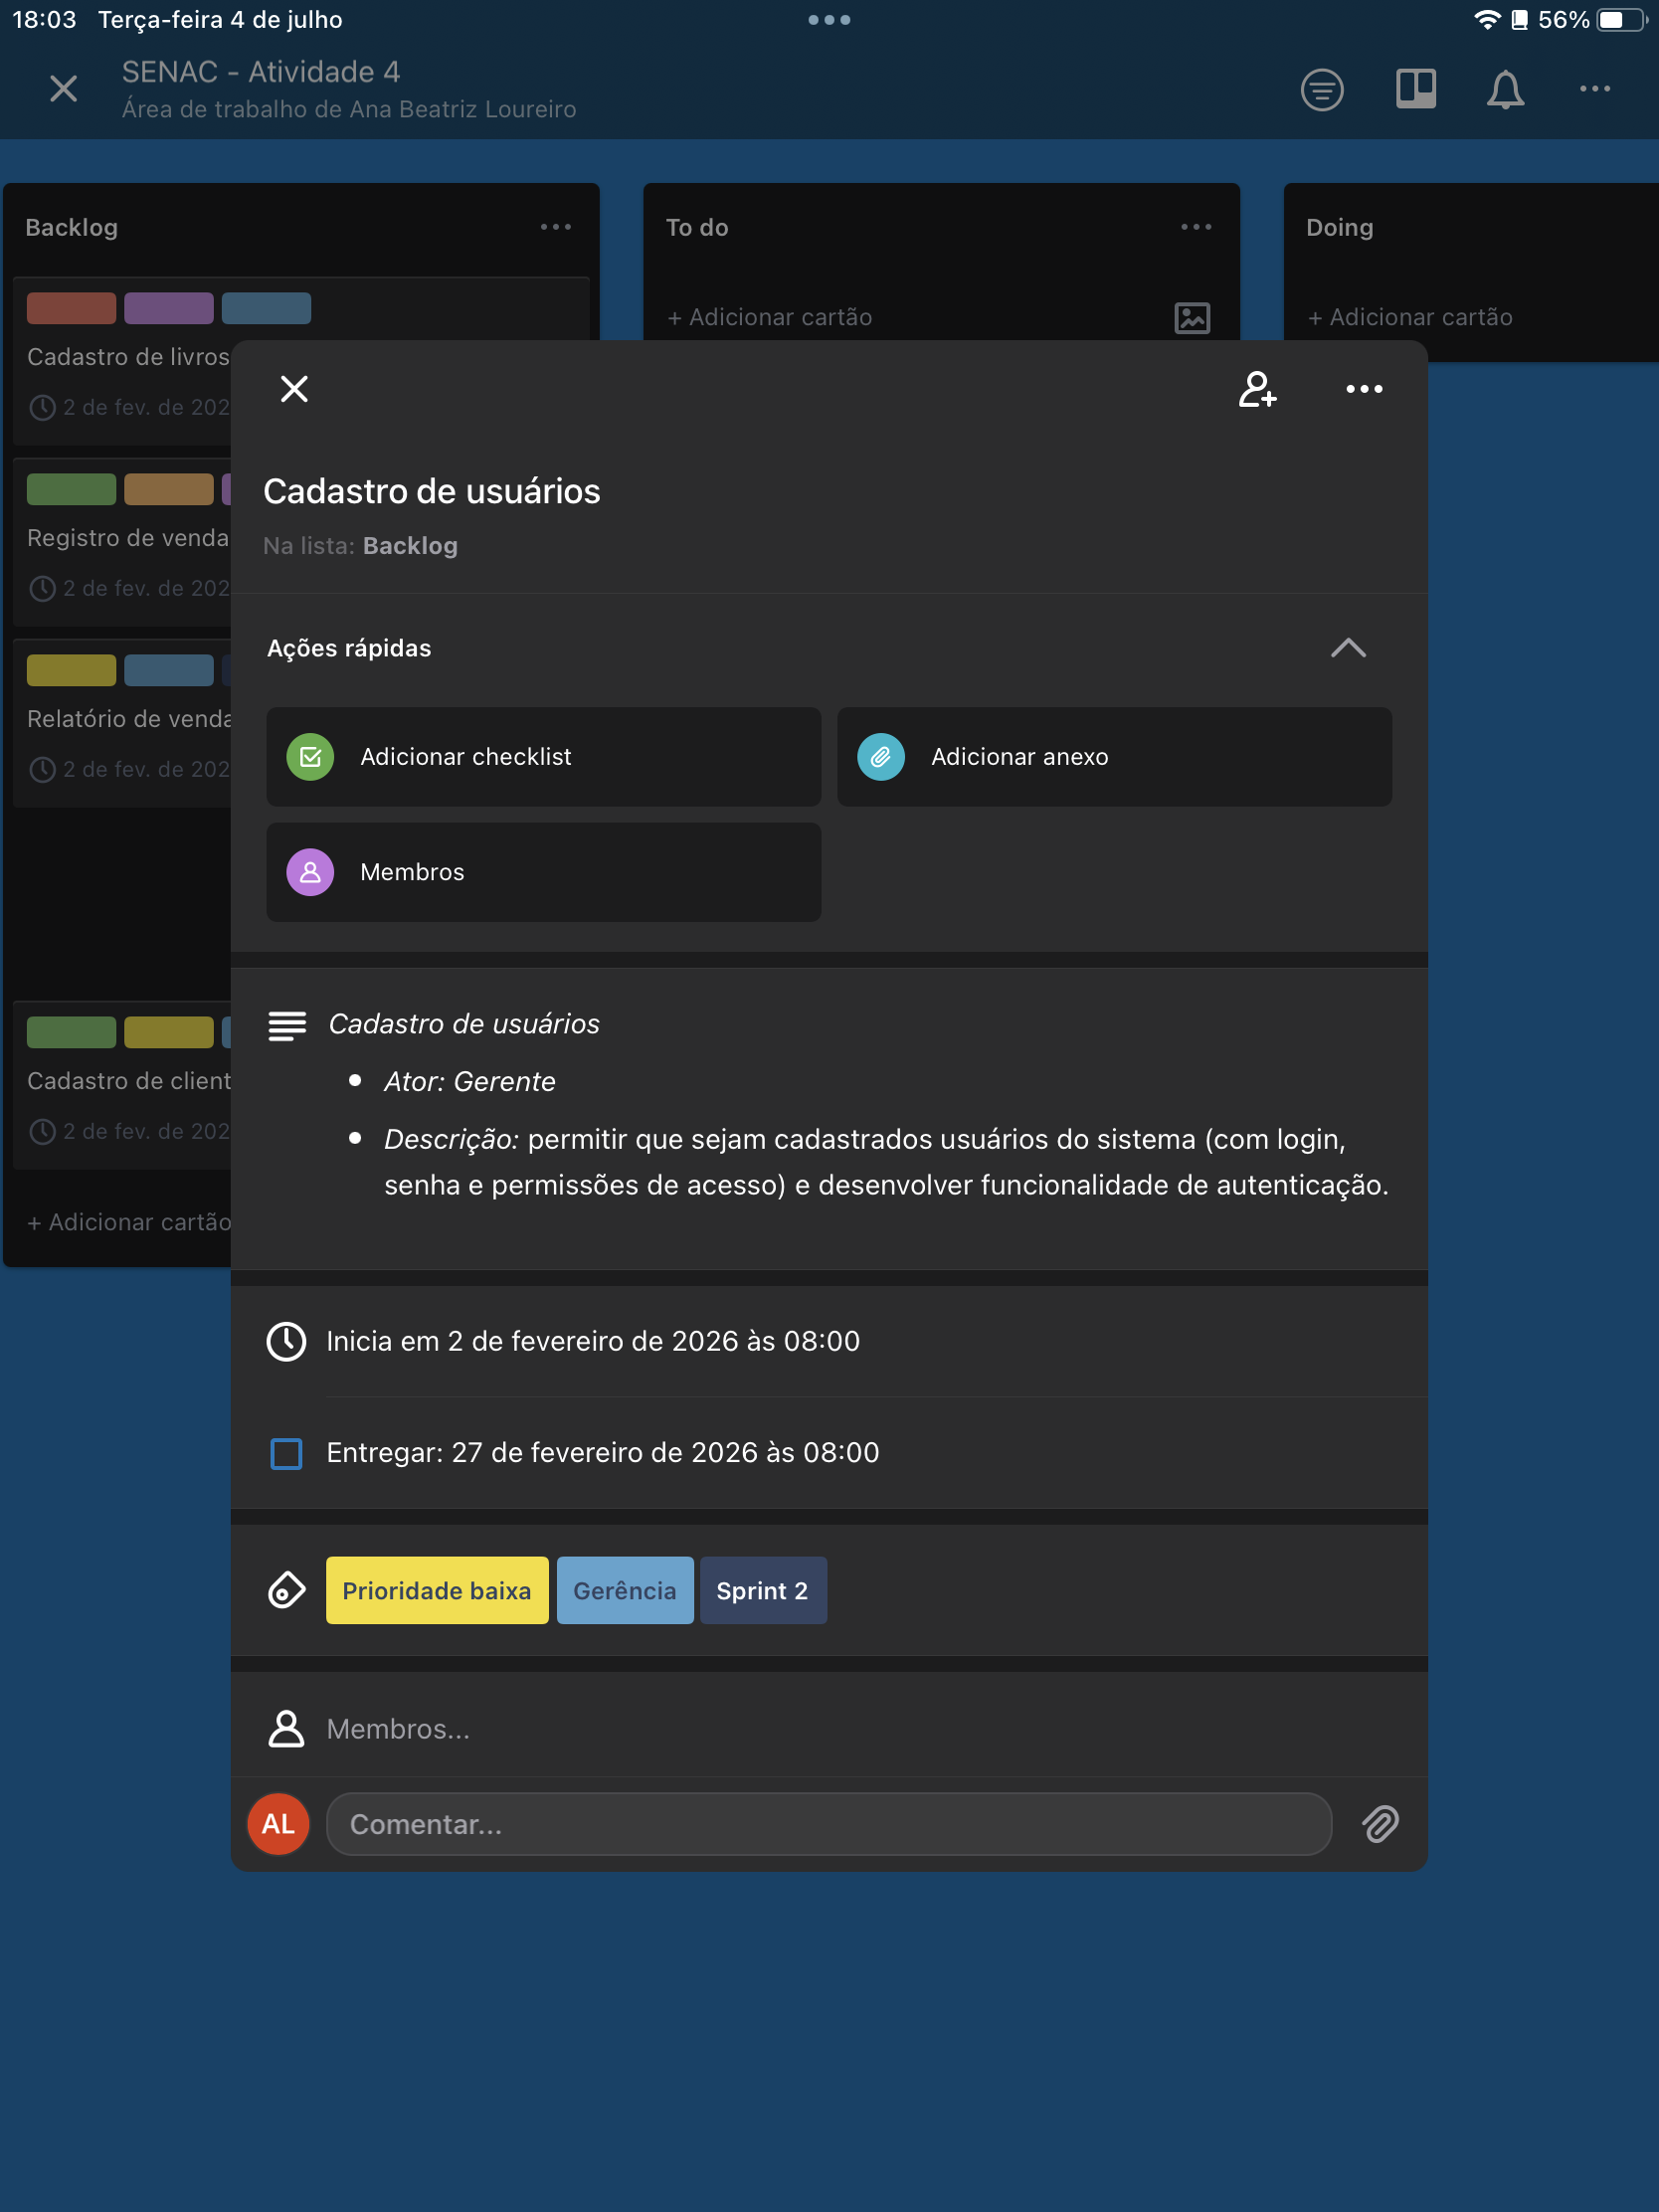 18:03 Terça-feira 4 de julho
56%
SENAC - Atividade 4
Área de trabalho de Ana Beatriz Loureiro
Backlog
To do
Doing
+ Adicionar cartão
+ Adicionar cartão
Cadastro de livros
2 de fev. de 202
Registro de venda
2 de fev. de 202
Relatório de venda
2 de fev. de 202
Cadastro de client
2 de fev. de 202
+ Adicionar cartão
Cadastro de usuários
Na lista: Backlog
Ações rápidas
Adicionar checklist
Adicionar anexo
Membros
Cadastro de usuários
• Ator: Gerente
• Descrição: permitir que sejam cadastrados usuários do sistema (com login,
senha e permissões de acesso) e desenvolver funcionalidade de autenticação.
Inicia em 2 de fevereiro de 2026 às 08:00
Entregar: 27 de fevereiro de 2026 às 08:00
Prioridade baixa
Gerência
Sprint 2
Membros...
AL
Comentar...